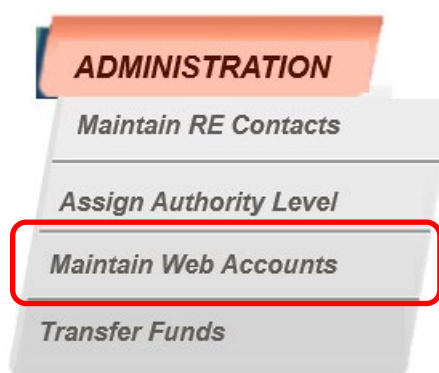 ADMINISTRATION
Maintain RE Contacts
Assign Authority Level
Maintain Web Accounts
Transfer Funds